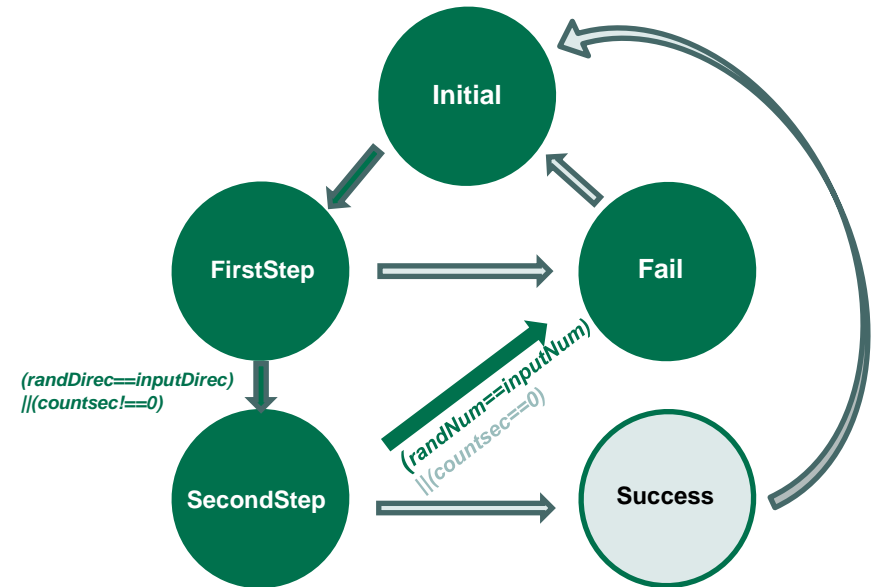 Initial
FirstStep
Fail
(randDirec==inputDirec)
||(countsec!==0)
(randNum==inputNum)
||(countsec==0)
SecondStep
Success